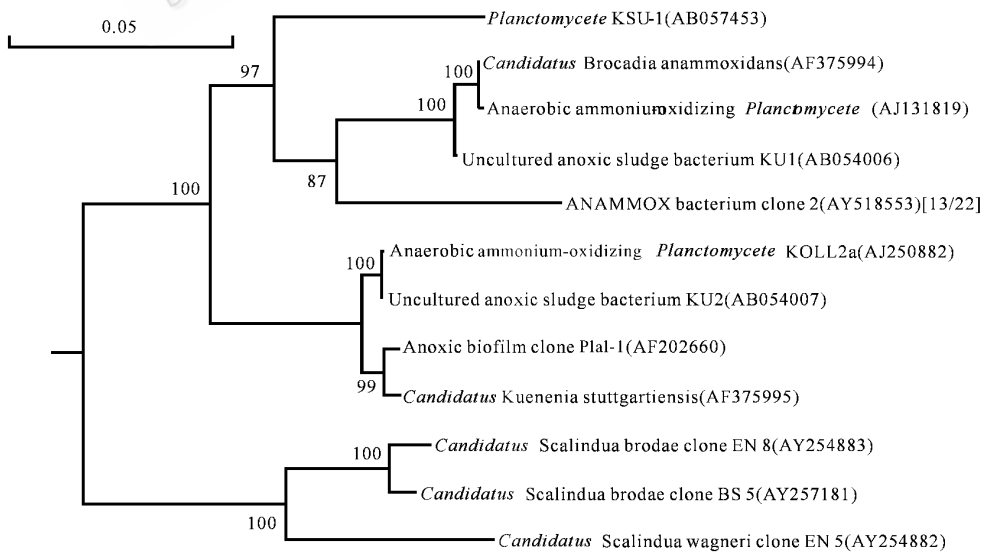 0.05
Planctomycete KSU-1(AB057453)
97
100
Candidatus Brocadia anammoxidans(AF375994)
100
Anaerobic ammonium-oxidizing Planctomycete (AJ131819)
Uncultured anoxic sludge bacterium KU1(AB054006)
87
100
ANAMMOX bacterium clone 2(AY518553)[13/22]
Anaerobic ammonium-oxidizing Planctomycete KOLL2a(AJ250882)
100
Uncultured anoxic sludge bacterium KU2(AB054007)
Anoxic biofilm clone Pla1-1(AF202660)
99
Candidatus Kuenenia stuttgartiensis(AF375995)
Candidatus Scalindua brodae clone EN 8(AY254883)
100
Candidatus Scalindua brodae clone BS 5(AY257181)
100
Candidatus Scalindua wagneri clone EN 5(AY254882)